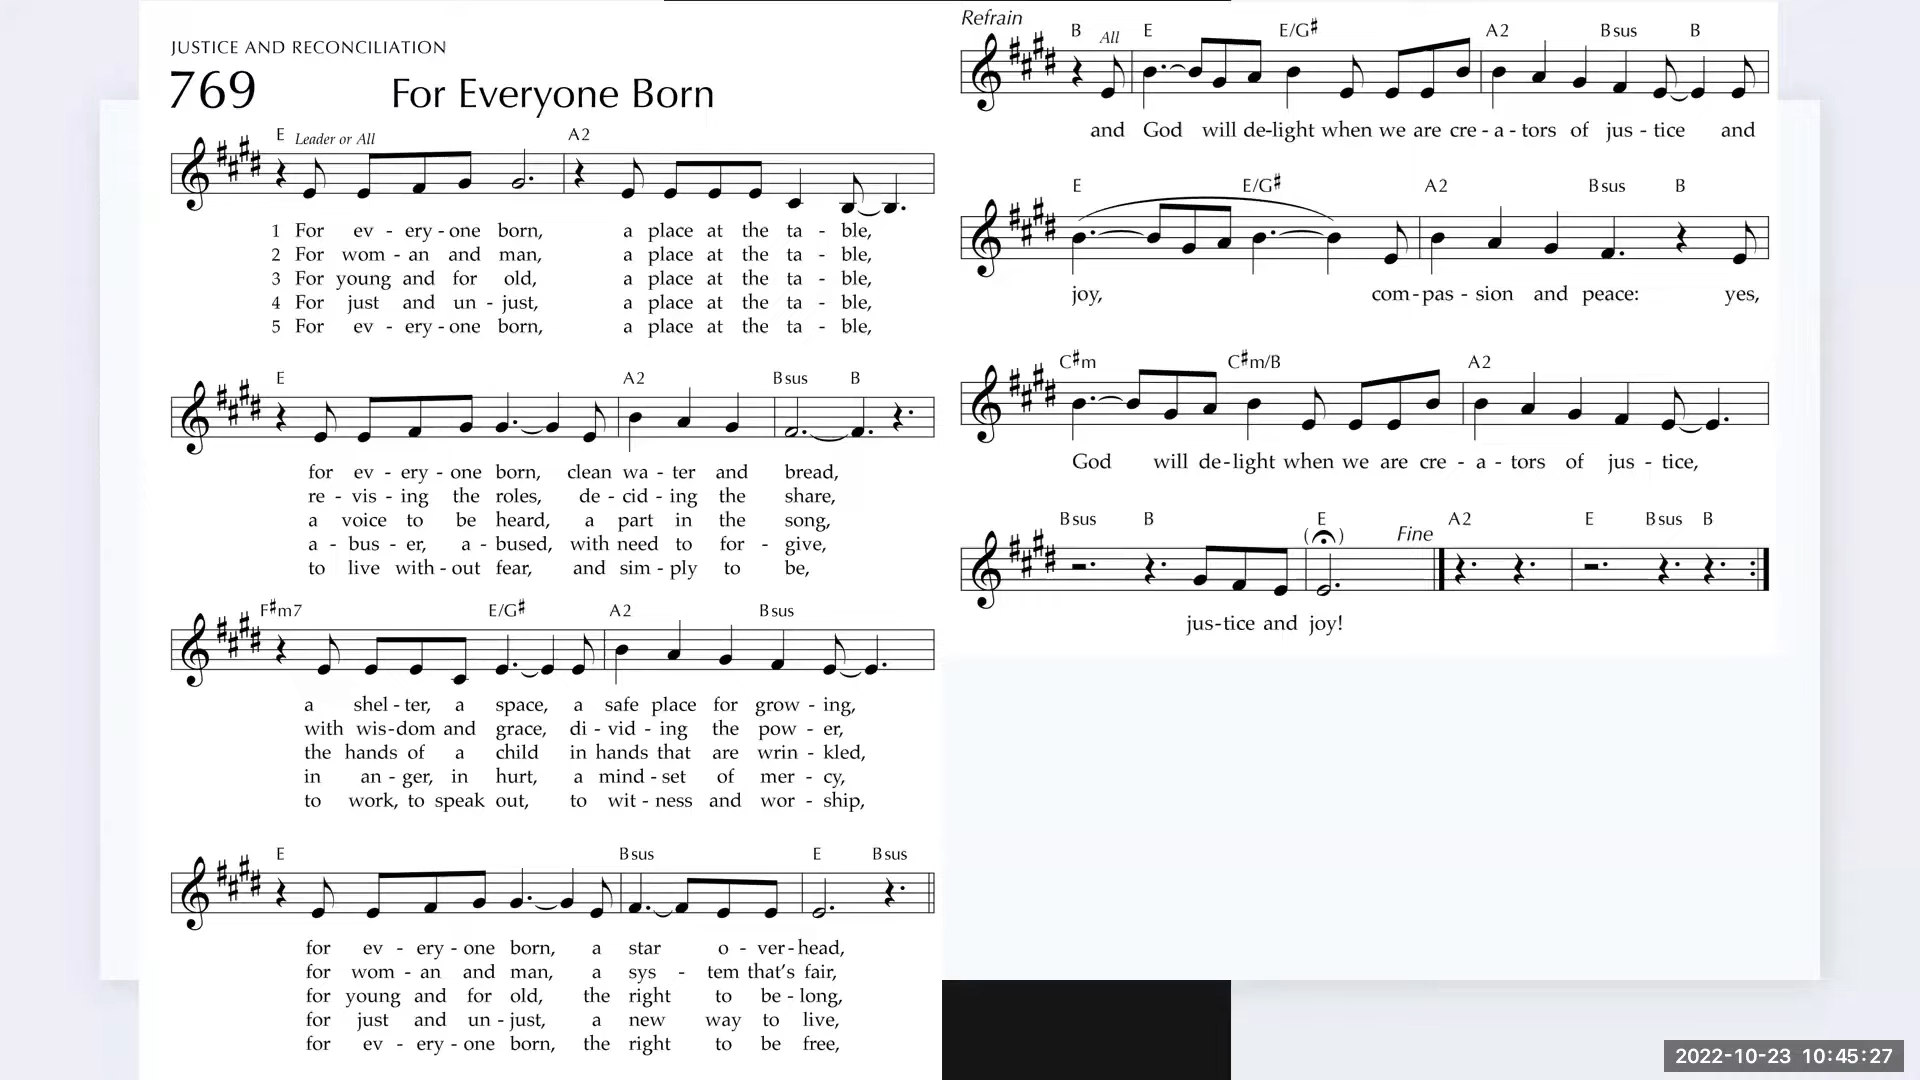 JUSTICE AND RECONCILIATION
769 For Everyone Born
E Leader or All A2
1 For ev - ery - one born, a place at the ta - ble,
2 For wom - an and man, a place at the ta - ble,
3 For young and for old, a place at the ta - ble,
4 For just and un - just, a place at the ta - ble,
5 For ev - ery - one born, a place at the ta - ble,
E A2 Bsus B
for ev - ery - one born, clean wa - ter and bread,
re - vis - ing the roles, de - cid - ing the share,
a voice to be heard, a part in the song,
a - bus - er, a - bused, with need to for - give,
to live with - out fear, and sim - ply to be,
F♯m7 E/G♯ A2 Bsus
a shel - ter, a space, a safe place for grow - ing,
with wis - dom and grace, di - vid - ing the pow - er,
the hands of a child in hands that are wrin - kled,
in an - ger, in hurt, a mind - set of mer - cy,
to work, to speak out, to wit - ness and wor - ship,
E Bsus E Bsus
for ev - ery - one born, a star o - ver - head,
for wom - an and man, a sys - tem that's fair,
for young and for old, the right to be - long,
for just and un - just, a new way to live,
for ev - ery - one born, the right to be free,
Refrain
B All E E/G♯ A2 Bsus B
and God will de - light when we are cre - a - tors of jus - tice and
E E/G♯ A2 Bsus B
joy, com - pas - sion and peace: yes,
C♯m C♯m/B A2
God will de - light when we are cre - a - tors of jus - tice,
Bsus B E Fine A2 E Bsus B
jus - tice and joy!
2022-10-23 10:45:27